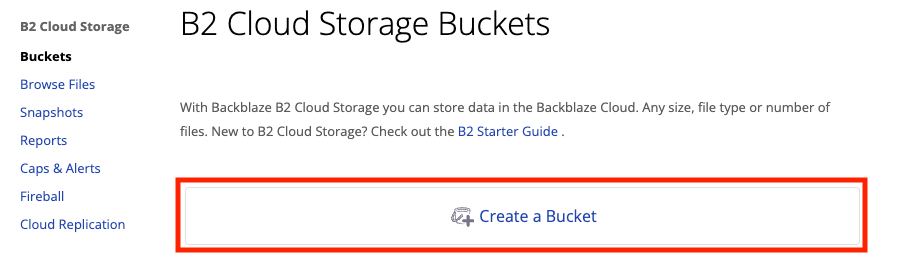 B2 Cloud Storage
Buckets
Browse Files
Snapshots
Reports
Caps & Alerts
Fireball
Cloud Replication
B2 Cloud Storage Buckets
With Backblaze B2 Cloud Storage you can store data in the Backblaze Cloud. Any size, file type or number of
files. New to B2 Cloud Storage? Check out the B2 Starter Guide .
Create a Bucket